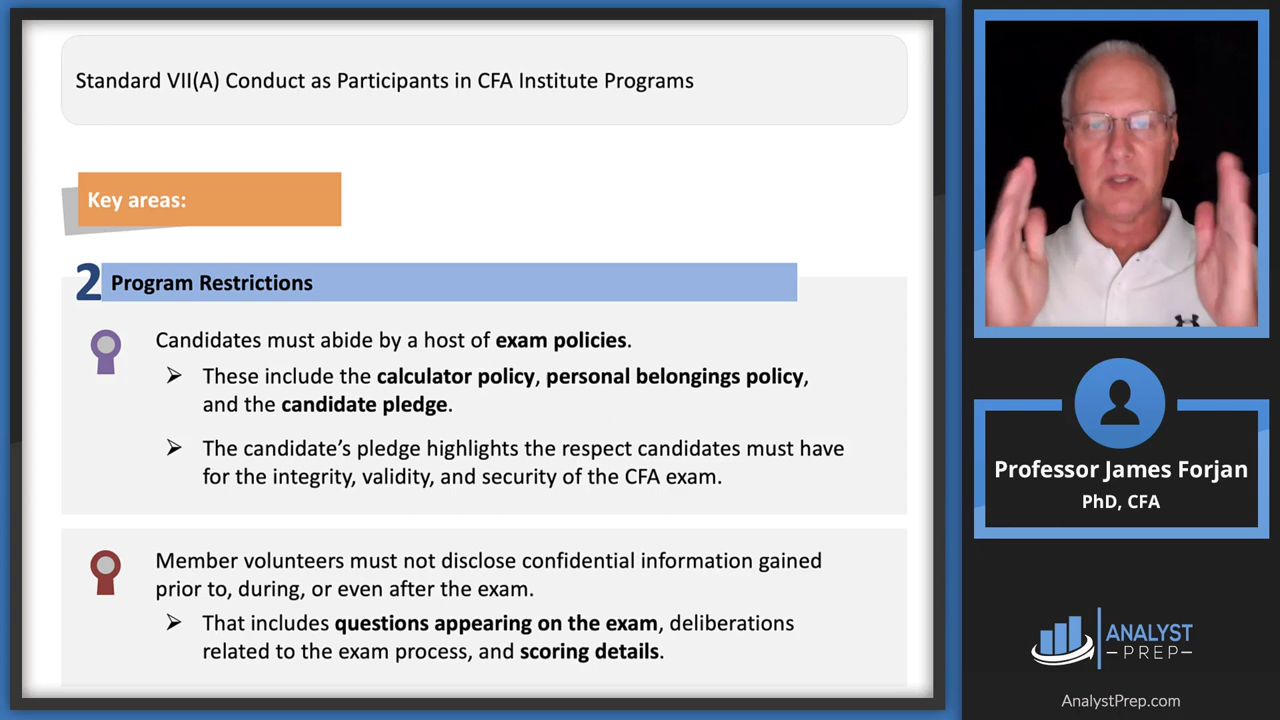 Standard VII(A) Conduct as Participants in CFA Institute Programs
Key areas:
2 Program Restrictions
Candidates must abide by a host of exam policies.
➢ These include the calculator policy, personal belongings policy,
and the candidate pledge.
➢ The candidate’s pledge highlights the respect candidates must have
for the integrity, validity, and security of the CFA exam.
Member volunteers must not disclose confidential information gained
prior to, during, or even after the exam.
➢ That includes questions appearing on the exam, deliberations
related to the exam process, and scoring details.
Professor James Forjan
PhD, CFA
ANALYST
PREP
AnalystPrep.com